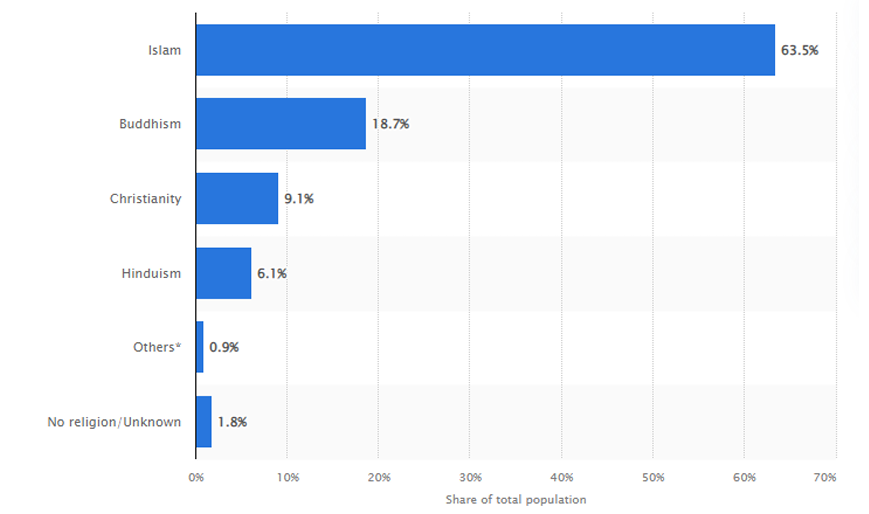 Islam 63.5%
Buddhism 18.7%
Christianity 9.1%
Hinduism 6.1%
Others* 0.9%
No religion/Unknown 1.8%
0% 10% 20% 30% 40% 50% 60% 70%
Share of total population